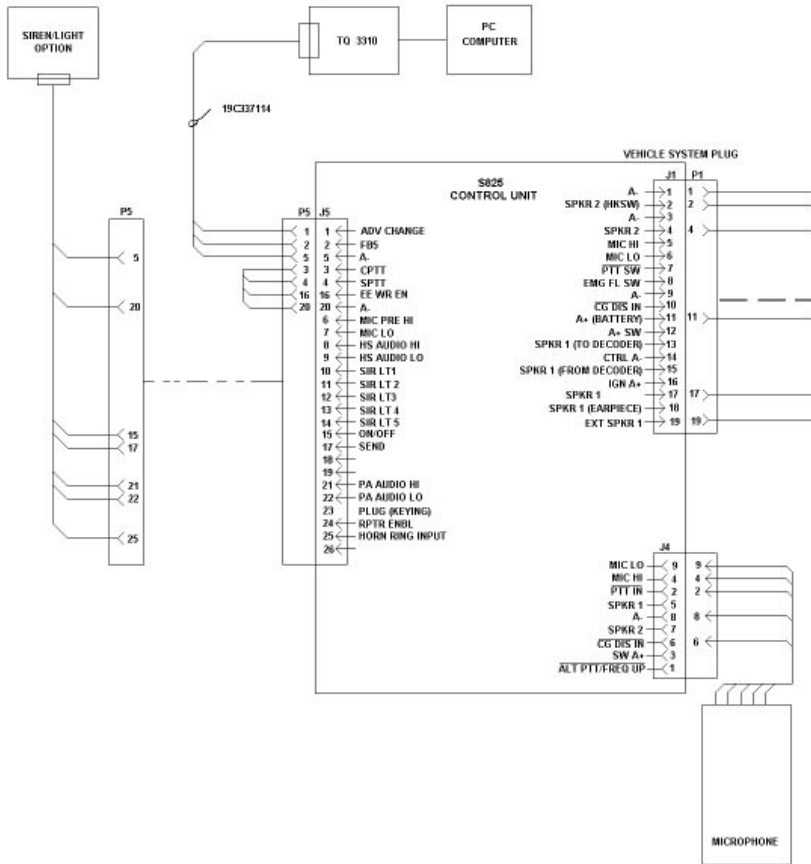 SIREN/LIGHT
OPTION
TQ 3310
PC
COMPUTER
19C337114
VEHICLE SYSTEM PLUG
S825
CONTROL UNIT
P5
5
20
15
17
21
22
25
P5 J5
1 1 ADV CHANGE
2 2 FB5
5 5 A-
3 3 CPTT
4 4 SPTT
16 16 EE WR EN
20 20 A-
6 MIC PRE HI
7 MIC LO
8 HS AUDIO HI
9 HS AUDIO LO
10 SIR LT1
11 SIR LT 2
12 SIR LT3
13 SIR LT 4
14 SIR LT 5
15 ON/OFF
17 SEND
18
19
21 PA AUDIO HI
22 PA AUDIO LO
23 PLUG (KEYING)
24 RPTR ENBL
25 HORN RING INPUT
26
J1 P1
A- 1 1
SPKR 2 (HKSW) 2 2
A- 3
SPKR 2 4 4
MIC HI 5
MIC LO 6
PTT SW 7
EMG FL SW 8
A- 9
CG DIS IN 10
A+ (BATTERY) 11 11
A+ SW 12
SPKR 1 (TO DECODER) 13
CTRL A- 14
SPKR 1 (FROM DECODER) 15
IGN A+ 16
SPKR 1 17 17
SPKR 1 (EARPIECE) 18
EXT SPKR 1 19 19
J4
MIC LO 9 9
MIC HI 4 4
PTT IN 2 2
SPKR 1 5
A- 8 8
SPKR 2 7
CG DIS IN 6 6
SW A+ 3
ALT PTT/FREQ UP 1
MICROPHONE